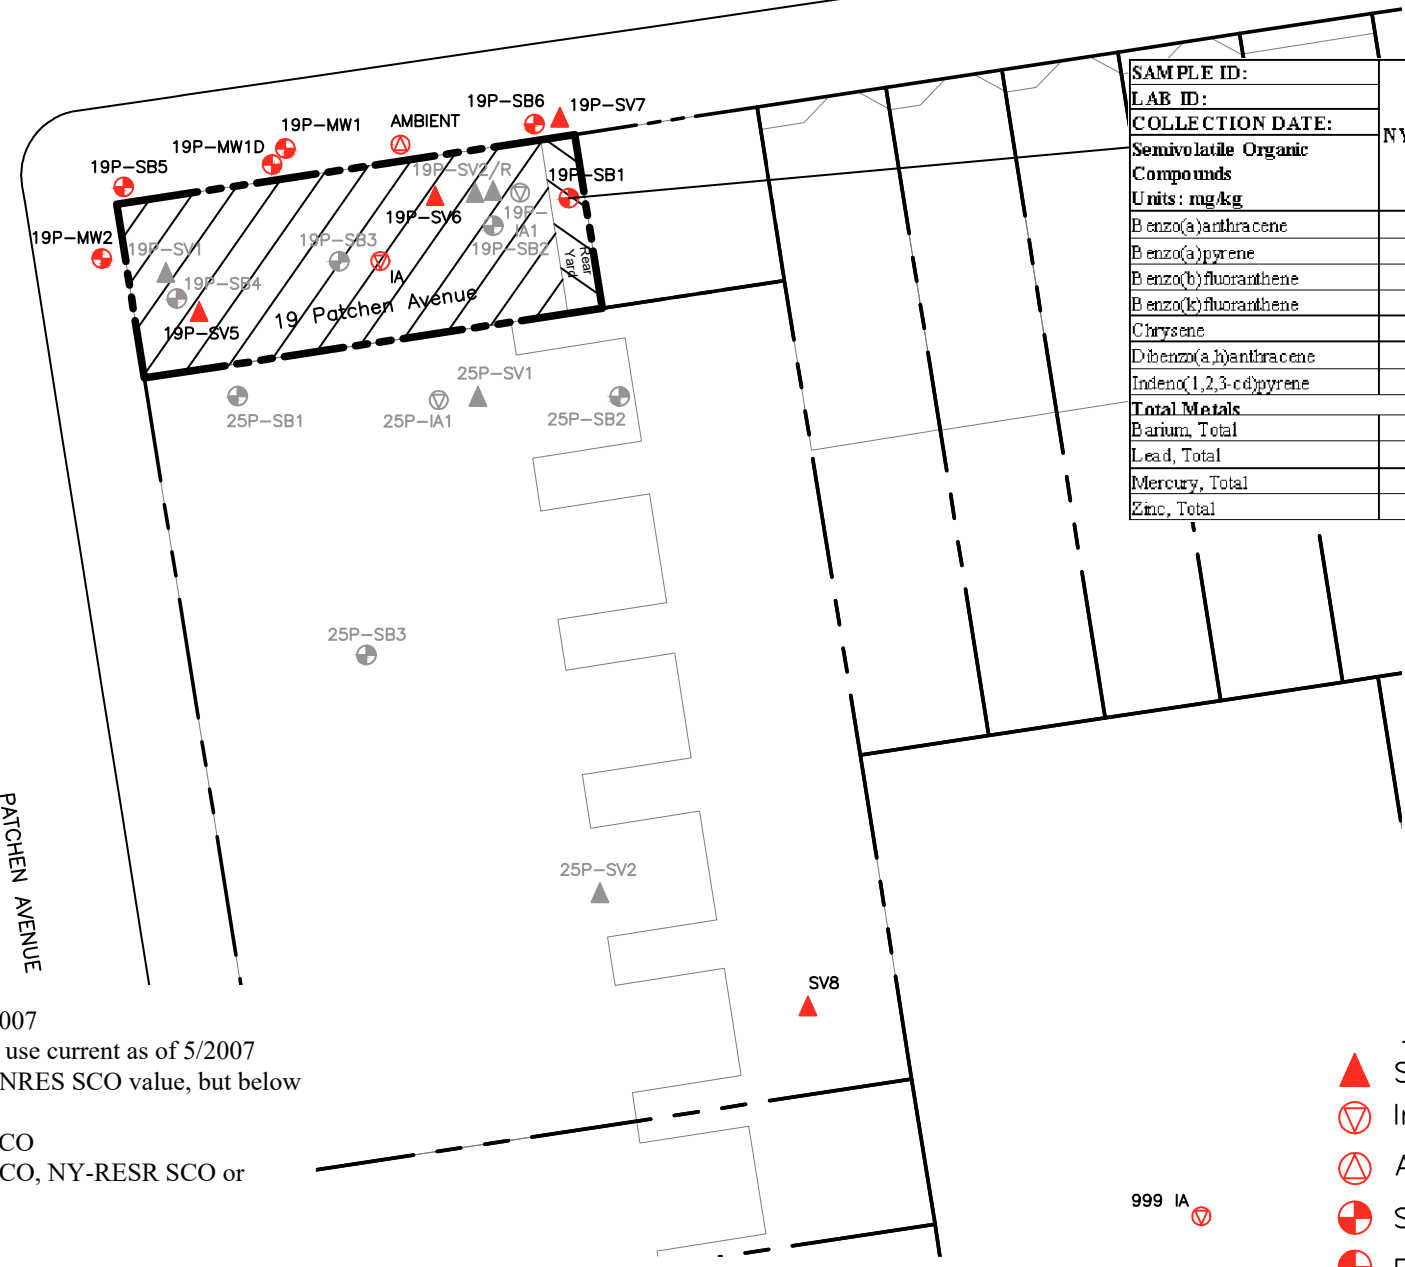 19P-SB6
19P-SV7
AMBIENT
19P-MW1
19P-MW1D
19P-SB5
19P-SV2/R
19P-SB1
19P-SV6
19P-
IA1
19P-SB2
19P-MW2
19P-SV1
19P-SB3
19P-SB4
IA
Rear
Yard
19 Patchen Avenue
19P-SV5
25P-SV1
25P-SB1
25P-IA1
25P-SB2
25P-SB3
25P-SV2
SV8
999 IA
PATCHEN AVENUE
SAMPLE ID:
LAB ID:
COLLECTION DATE:
NY
Semivolatile Organic
Compounds
Units: mg/kg
Benzo(a)anthracene
Benzo(a)pyrene
Benzo(b)fluoranthene
Benzo(k)fluoranthene
Chrysene
Dibenzo(a,h)anthracene
Indeno(1,2,3-cd)pyrene
Total Metals
Barium, Total
Lead, Total
Mercury, Total
Zinc, Total
007
use current as of 5/2007
NRES SCO value, but below
CO
CO, NY-RESR SCO or